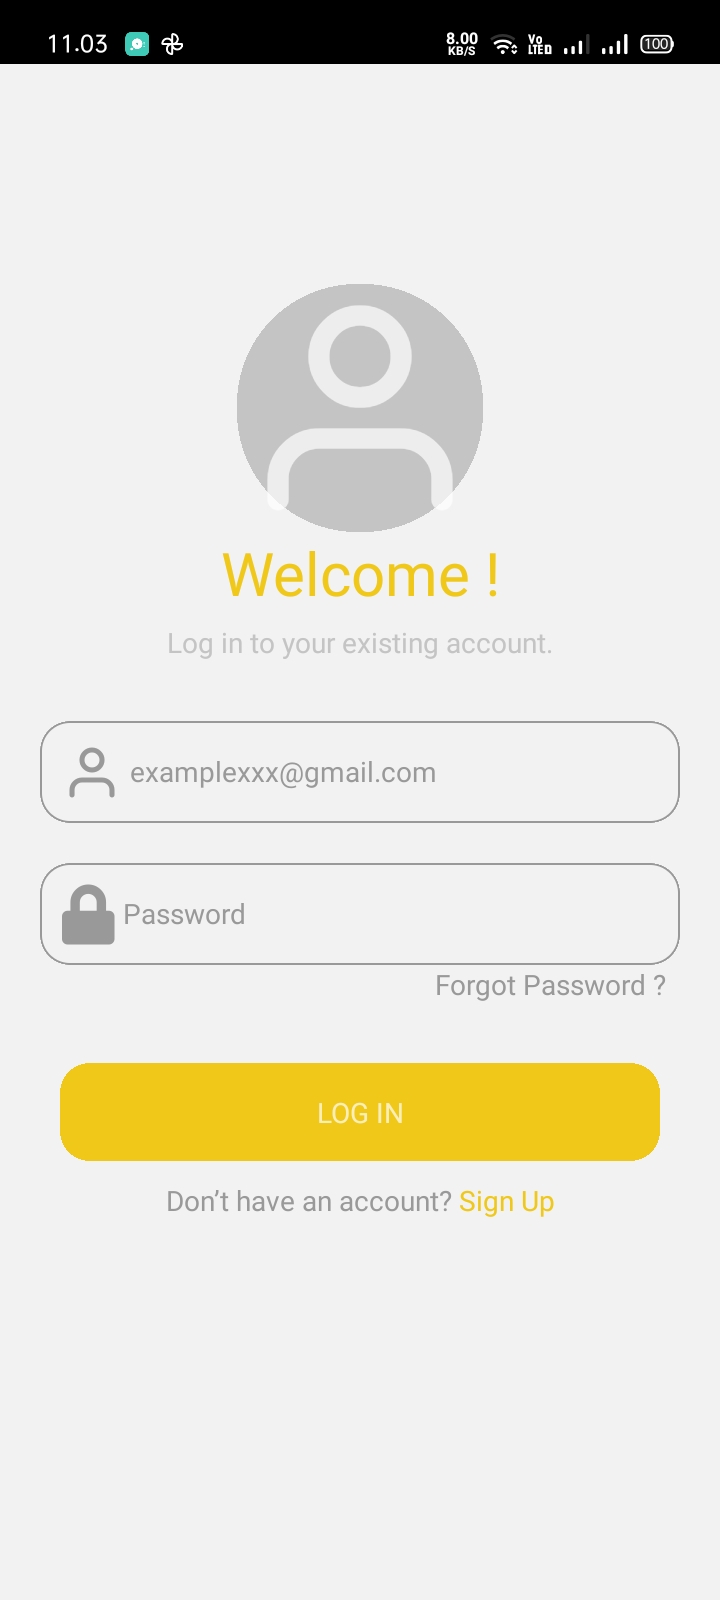 11.03 8.00 KB/S Vo LTE 100
Welcome !
Log in to your existing account.
examplexxx@gmail.com
Password
Forgot Password ?
LOG IN
Don’t have an account? Sign Up